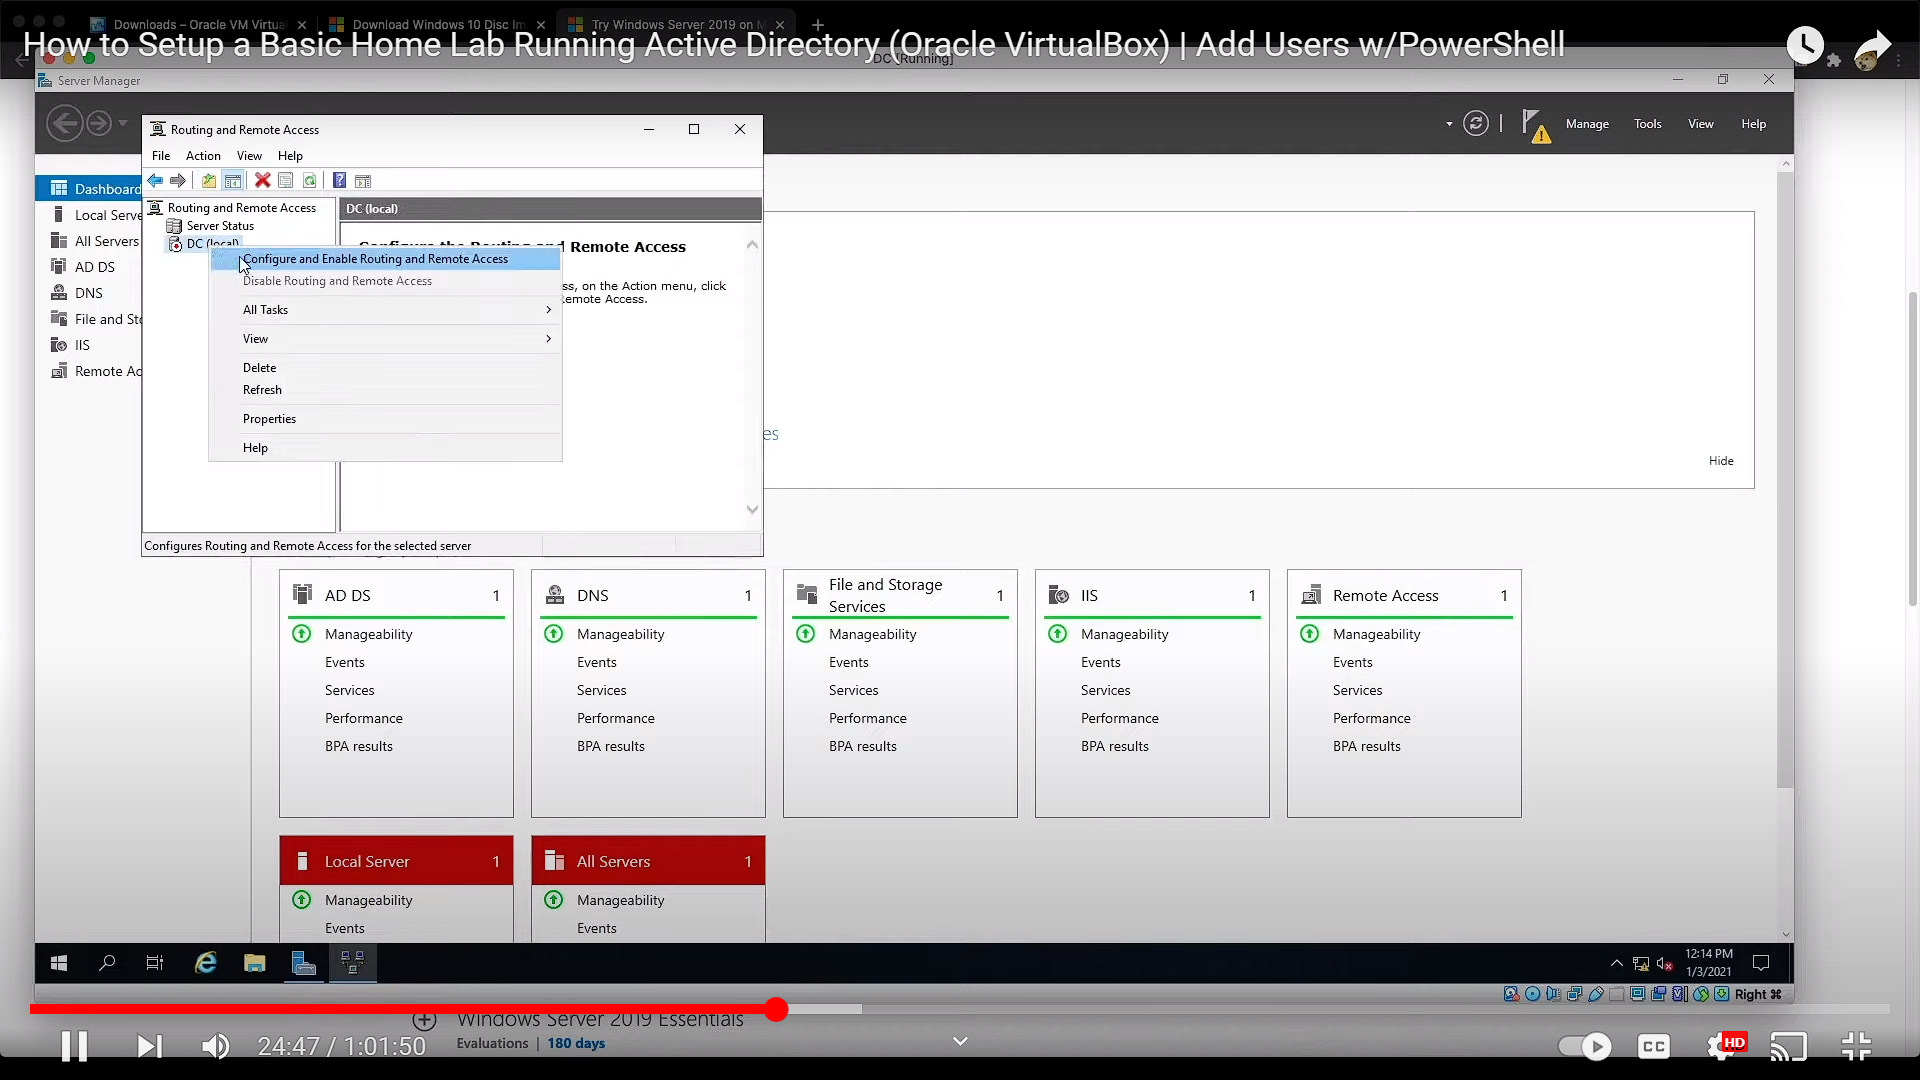 Downloads – Oracle VM Virtual
Download Windows 10 Disc Im
Try Windows Server 2019 on M
How to Setup a Basic Home Lab Running Active Directory (Oracle VirtualBox) | Add Users w/PowerShell
DC [Running]
Server Manager
Manage
Tools
View
Help
Routing and Remote Access
File Action View Help
Routing and Remote Access
Server Status
DC (local)
DC (local)
Configure the Routing and Remote Access
ss, on the Action menu, click
Remote Access.
Configure and Enable Routing and Remote Access
Disable Routing and Remote Access
All Tasks
View
Delete
Refresh
Properties
Help
Configures Routing and Remote Access for the selected server
Dashboard
Local Serve
All Servers
AD DS
DNS
File and Sto
IIS
Remote Ac
es
Hide
AD DS 1
Manageability
Events
Services
Performance
BPA results
DNS 1
Manageability
Events
Services
Performance
BPA results
File and Storage
Services 1
Manageability
Events
Services
Performance
BPA results
IIS 1
Manageability
Events
Services
Performance
BPA results
Remote Access 1
Manageability
Events
Services
Performance
BPA results
Local Server 1
Manageability
Events
All Servers 1
Manageability
Events
12:14 PM
1/3/2021
Right ⌘
Windows Server 2019 Essentials
Evaluations | 180 days
24:47 / 1:01:50
CC
HD